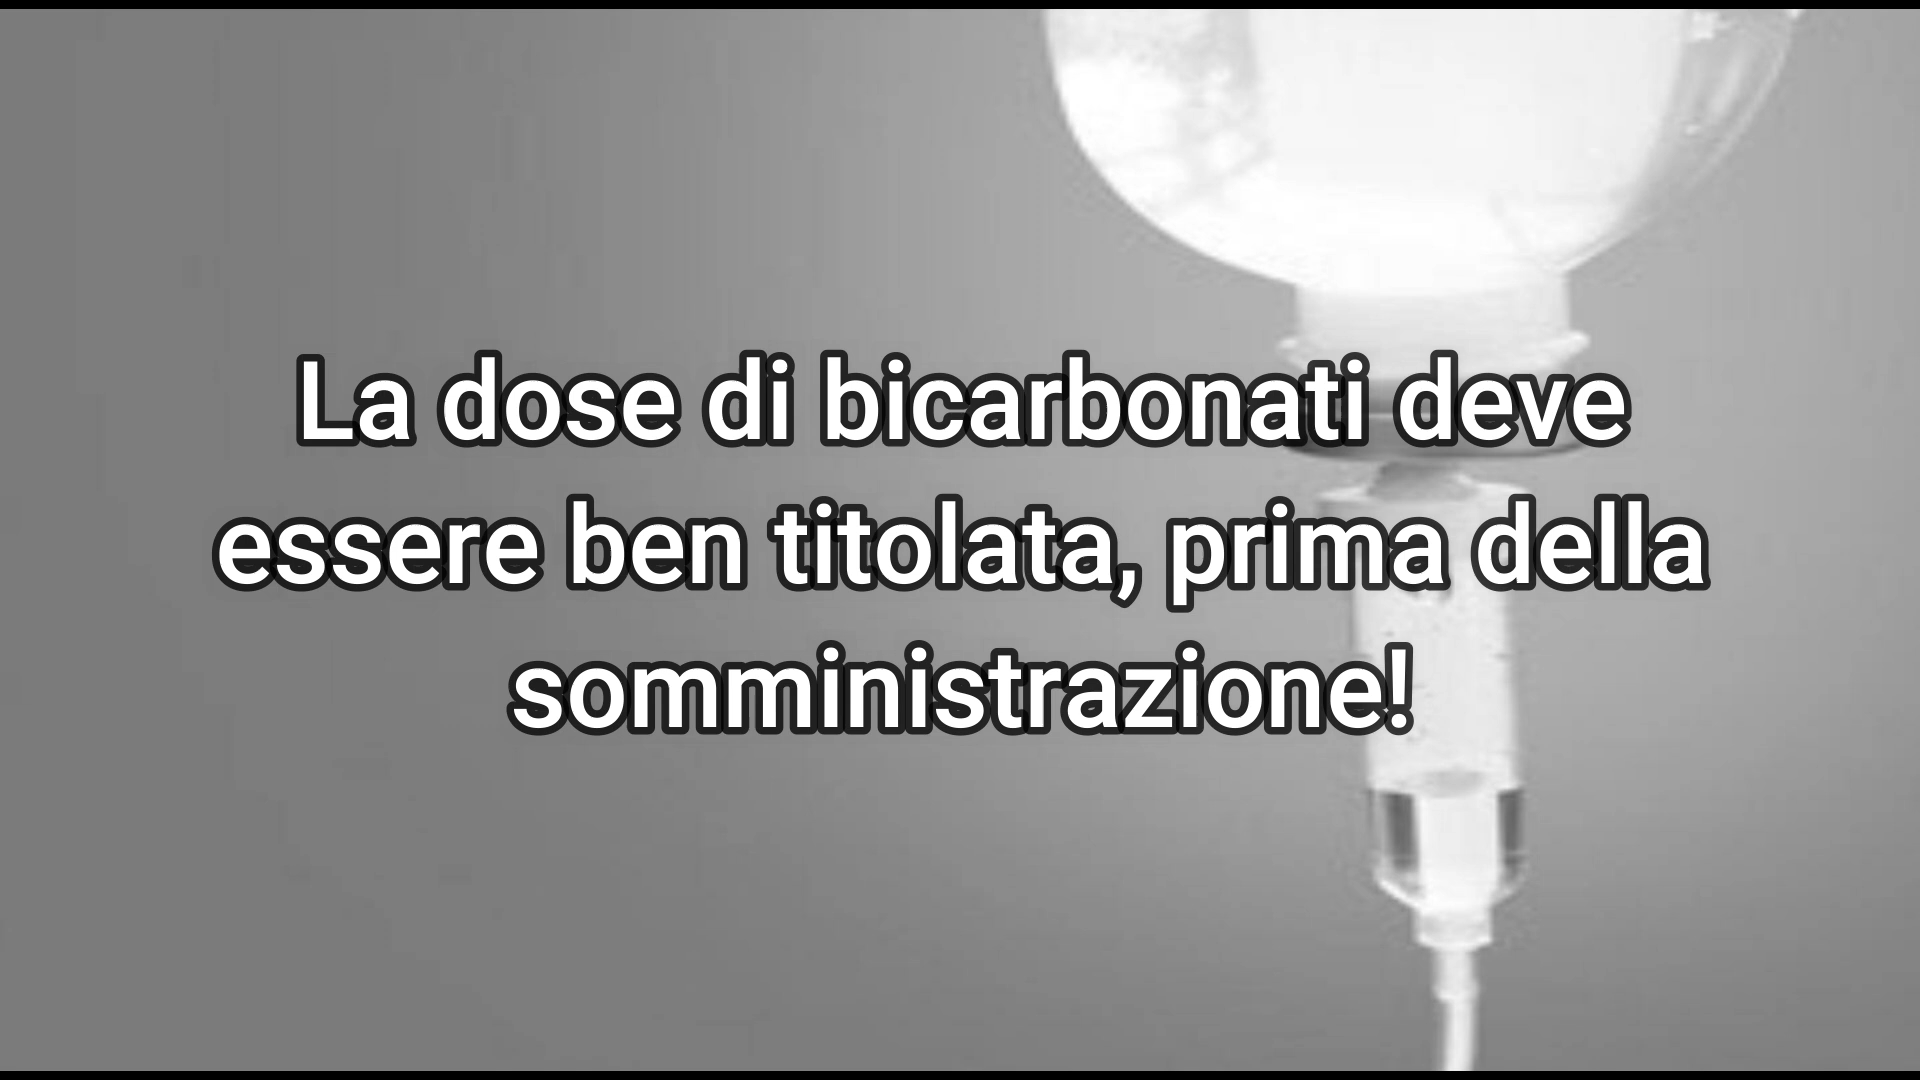 La dose di bicarbonati deve
essere ben titolata, prima della
somministrazione!